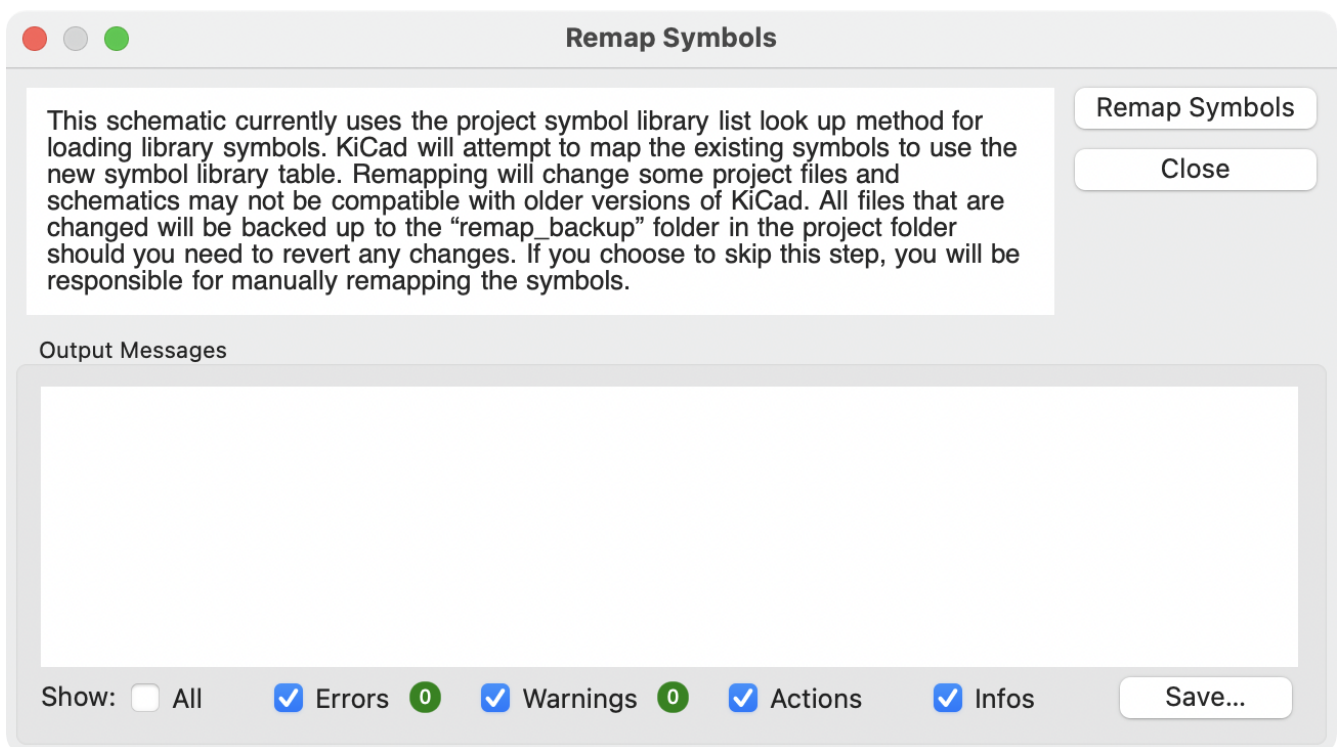 Remap Symbols
This schematic currently uses the project symbol library list look up method for
loading library symbols. KiCad will attempt to map the existing symbols to use the
new symbol library table. Remapping will change some project files and
schematics may not be compatible with older versions of KiCad. All files that are
changed will be backed up to the “remap_backup” folder in the project folder
should you need to revert any changes. If you choose to skip this step, you will be
responsible for manually remapping the symbols.
Remap Symbols
Close
Output Messages
Show: All Errors 0 Warnings 0 Actions Infos Save...